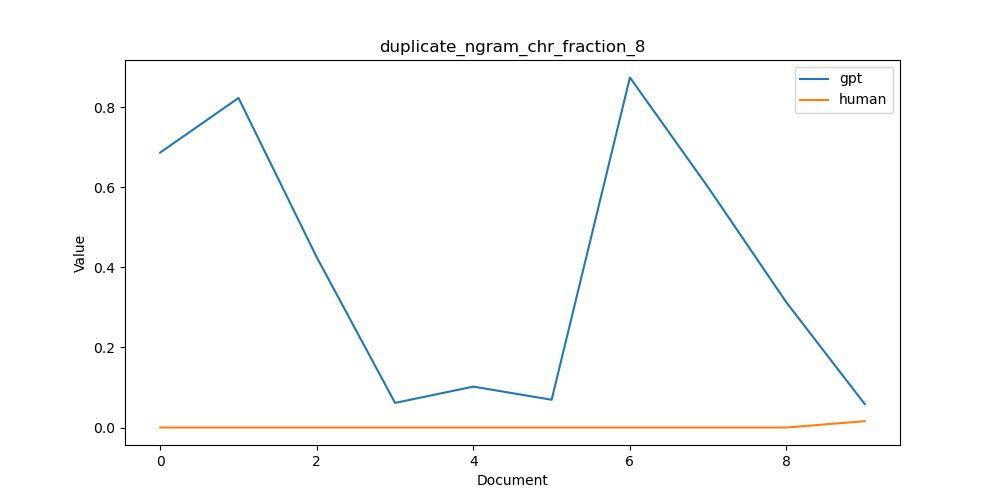 duplicate_ngram_chr_fraction_8
gpt
human
0.8
0.6
0.4
0.2
0.0
Value
0 2 4 6 8
Document